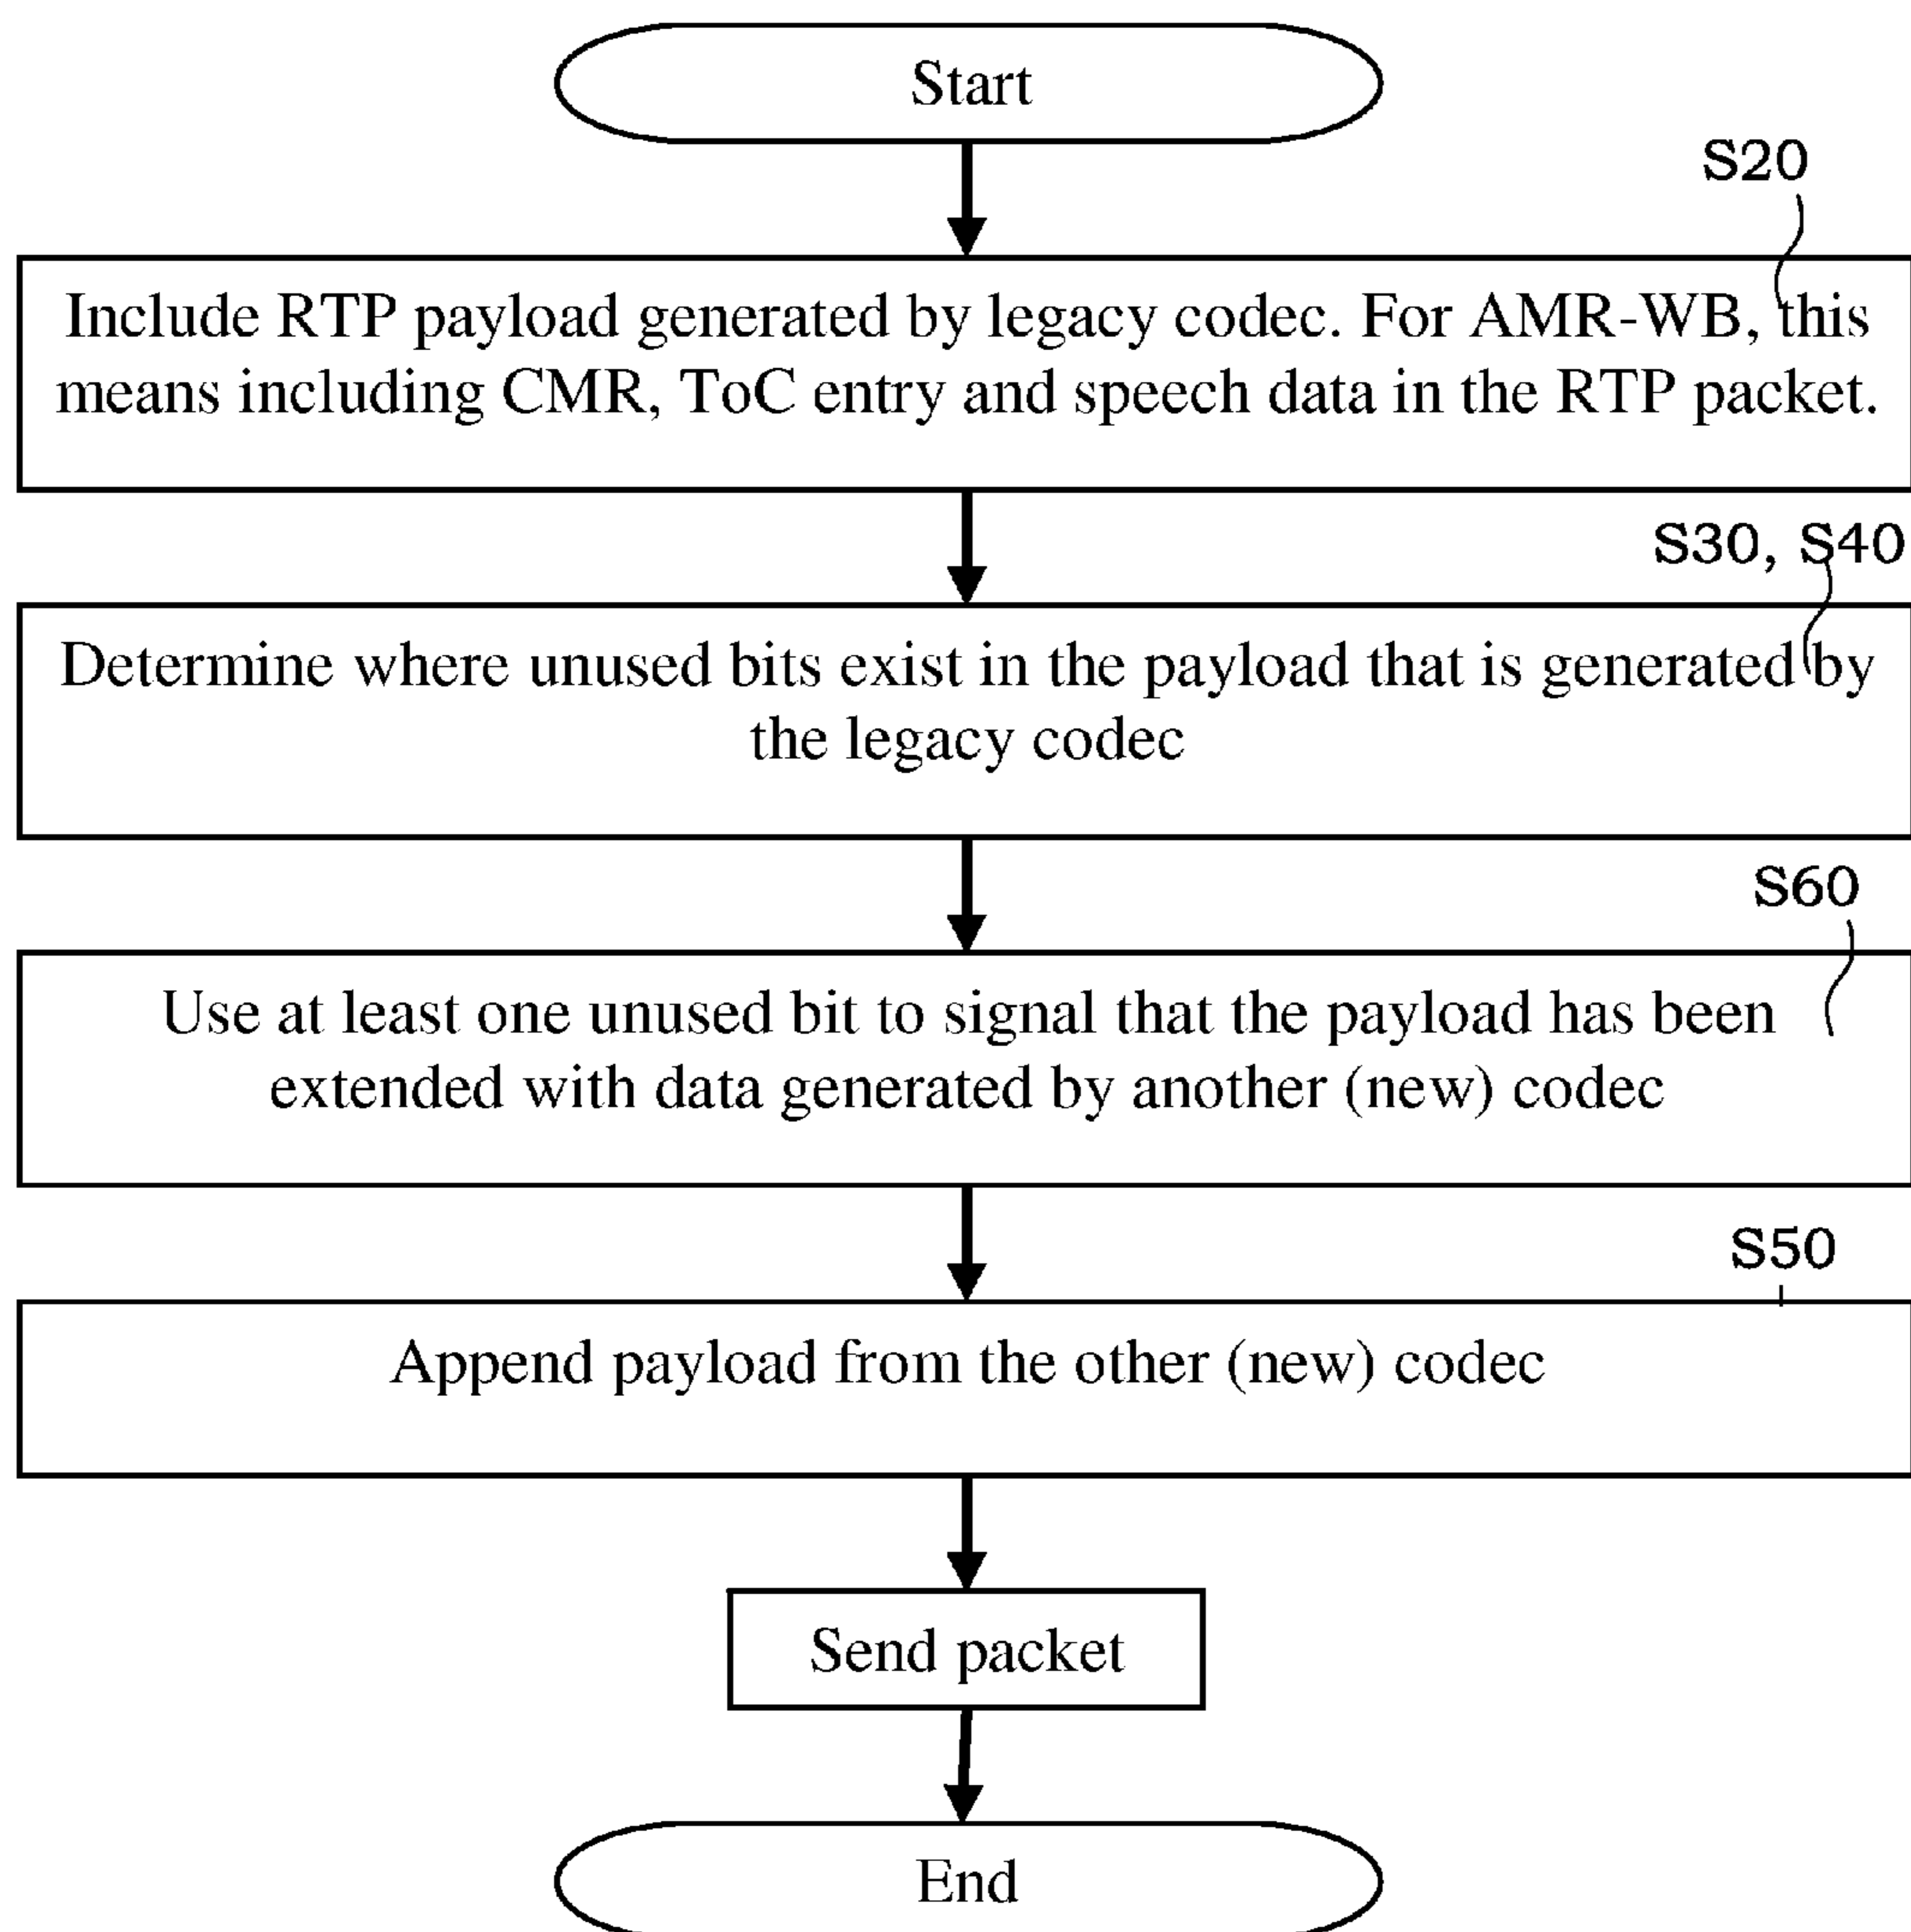 Start
S20
Include RTP payload generated by legacy codec. For AMR-WB, this
means including CMR, ToC entry and speech data in the RTP packet.
S30, S40
Determine where unused bits exist in the payload that is generated by
the legacy codec
S60
Use at least one unused bit to signal that the payload has been
extended with data generated by another (new) codec
S50
Append payload from the other (new) codec
Send packet
End